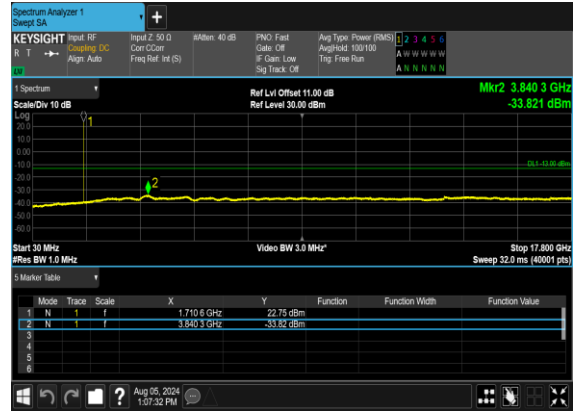 Spectrum Analyzer 1
Swept SA
KEYSIGHT Input: RF Input Z: 50 Ω #Atten: 40 dB PNO: Fast Avg Type: Power (RMS) 1 2 3 4 5 6
R T Coupling: DC Corr CCorr Gate: Off Avg|Hold: 100/100 A W W W W W
Align: Auto Freq Ref: Int (S) IF Gain: Low Trig: Free Run
LXI Sig Track: Off A N N N N N
1 Spectrum Ref Lvl Offset 11.00 dB Mkr2 3.840 3 GHz
Scale/Div 10 dB Ref Level 30.00 dBm -33.821 dBm
Log
20.0
10.0
0.00
-10.0
-20.0
-30.0
-40.0
-50.0
-60.0
1
2
DL1 -13.00 dBm
Start 30 MHz Video BW 3.0 MHz* Stop 17.800 GHz
#Res BW 1.0 MHz Sweep 32.0 ms (40001 pts)
5 Marker Table
Mode Trace Scale X Y Function Function Width Function Value
1 N 1 f 1.710 6 GHz 22.75 dBm
2 N 1 f 3.840 3 GHz -33.82 dBm
3
4
5
6
? Aug 05, 2024
1:07:32 PM